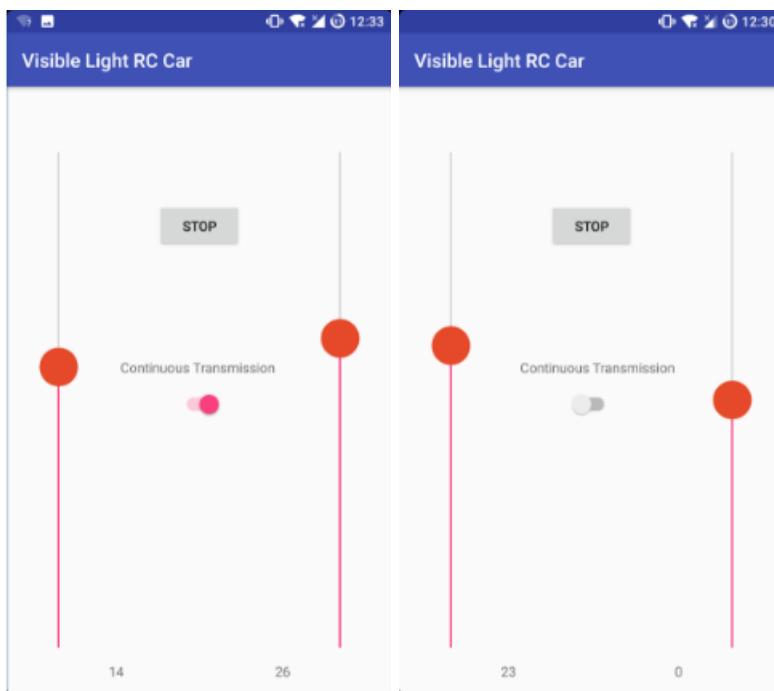 12:33
Visible Light RC Car
STOP
Continuous Transmission
14 26
12:30
Visible Light RC Car
STOP
Continuous Transmission
23 0